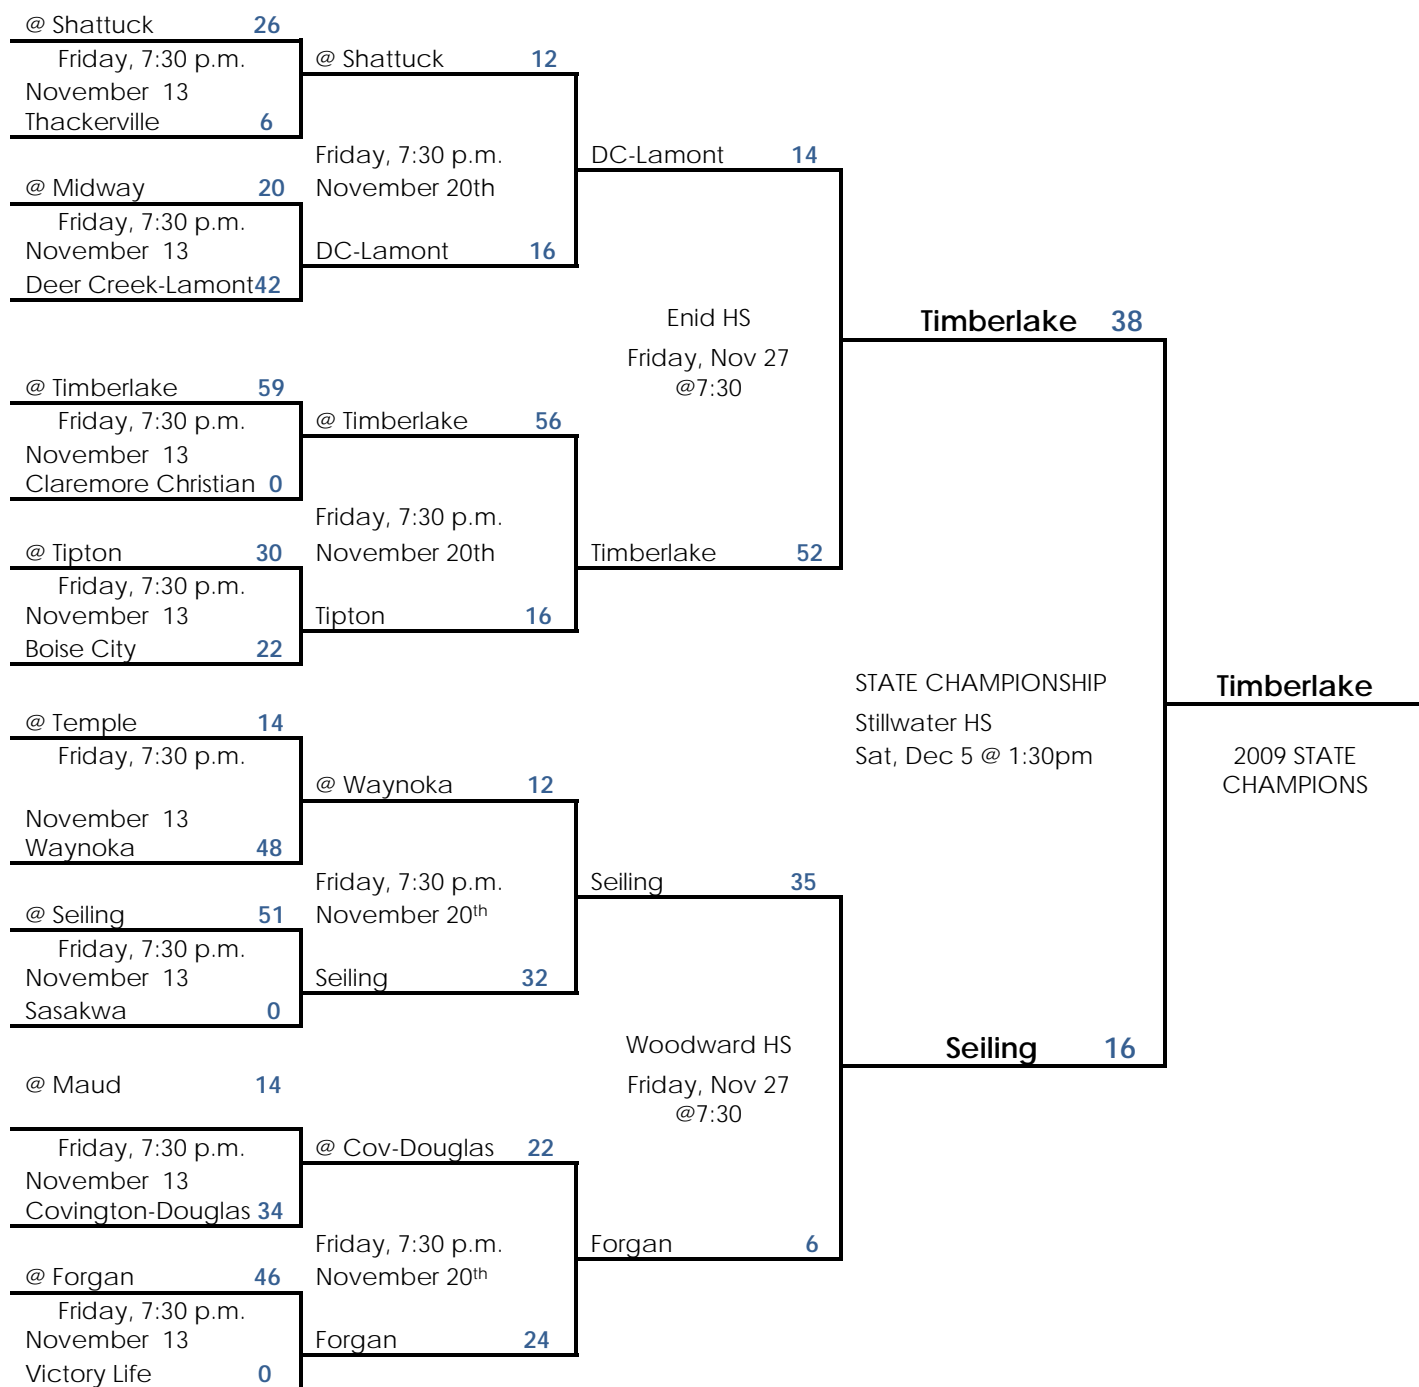 @ Shattuck 26
Friday, 7:30 p.m.
November 13
Thackerville 6
@ Midway 20
Friday, 7:30 p.m.
November 13
Deer Creek-Lamont 42
@ Timberlake 59
Friday, 7:30 p.m.
November 13
Claremore Christian 0
@ Tipton 30
Friday, 7:30 p.m.
November 13
Boise City 22
@ Temple 14
Friday, 7:30 p.m.
November 13
Waynoka 48
@ Seiling 51
Friday, 7:30 p.m.
November 13
Sasakwa 0
@ Maud 14
Friday, 7:30 p.m.
November 13
Covington-Douglas 34
@ Forgan 46
Friday, 7:30 p.m.
November 13
Victory Life 0
@ Shattuck 12
Friday, 7:30 p.m.
November 20th
DC-Lamont 16
@ Timberlake 56
Friday, 7:30 p.m.
November 20th
Tipton 16
@ Waynoka 12
Friday, 7:30 p.m.
November 20th
Seiling 32
@ Cov-Douglas 22
Friday, 7:30 p.m.
November 20th
Forgan 24
DC-Lamont 14
Enid HS
Friday, Nov 27
@7:30
Timberlake 52
Seiling 35
Woodward HS
Friday, Nov 27
@7:30
Forgan 6
Timberlake 38
STATE CHAMPIONSHIP
Stillwater HS
Sat, Dec 5 @ 1:30pm
Seiling 16
Timberlake
2009 STATE
CHAMPIONS